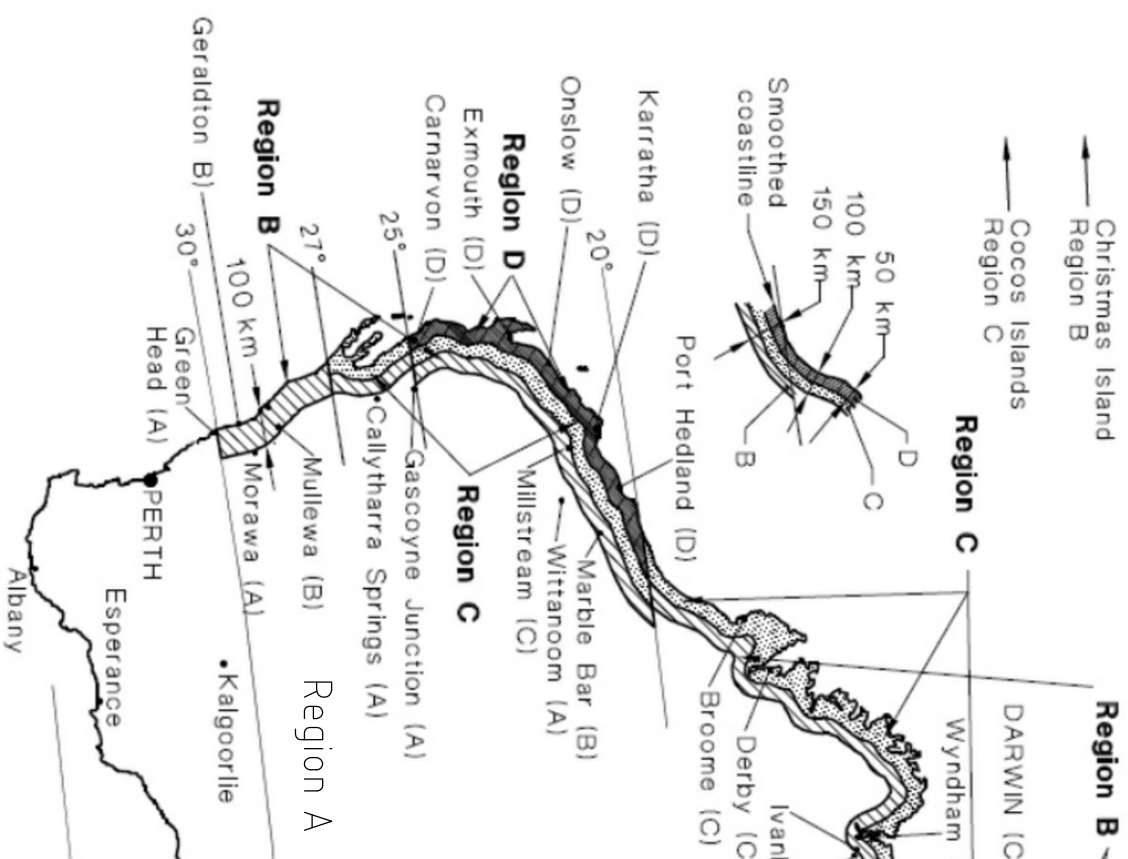 Christmas Island
Region B
Cocos Islands
Region C
50 km
100 km
150 km
Smoothed
coastline
D
C
B
Region C
Region B
DARWIN (C
Wyndham
Derby (C
Broome (C)
Port Hedland (D)
Karratha (D)
20°
Onslow (D)
Region D
Exmouth (D)
Carnarvon (D)
25°
27°
Region B
Geraldton B)
30°
100 km
Green
Head (A)
Marble Bar (B)
Wittanoom (A)
Millstream (C)
Region C
Gascoyne Junction (A)
Callytharra Springs (A)
Mullewa (B)
Morawa (A)
PERTH
Region A
Kalgoorlie
Esperance
Albany